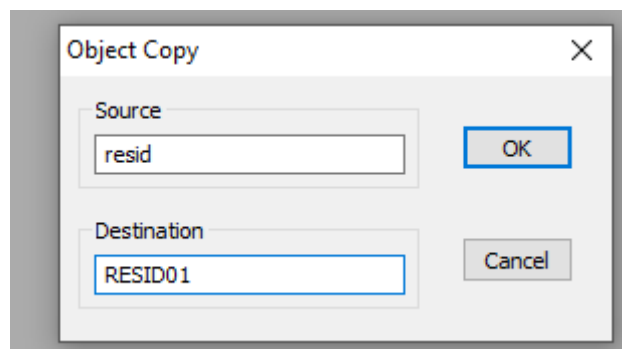 Object Copy
Source
resid
OK
Destination
RESID01
Cancel